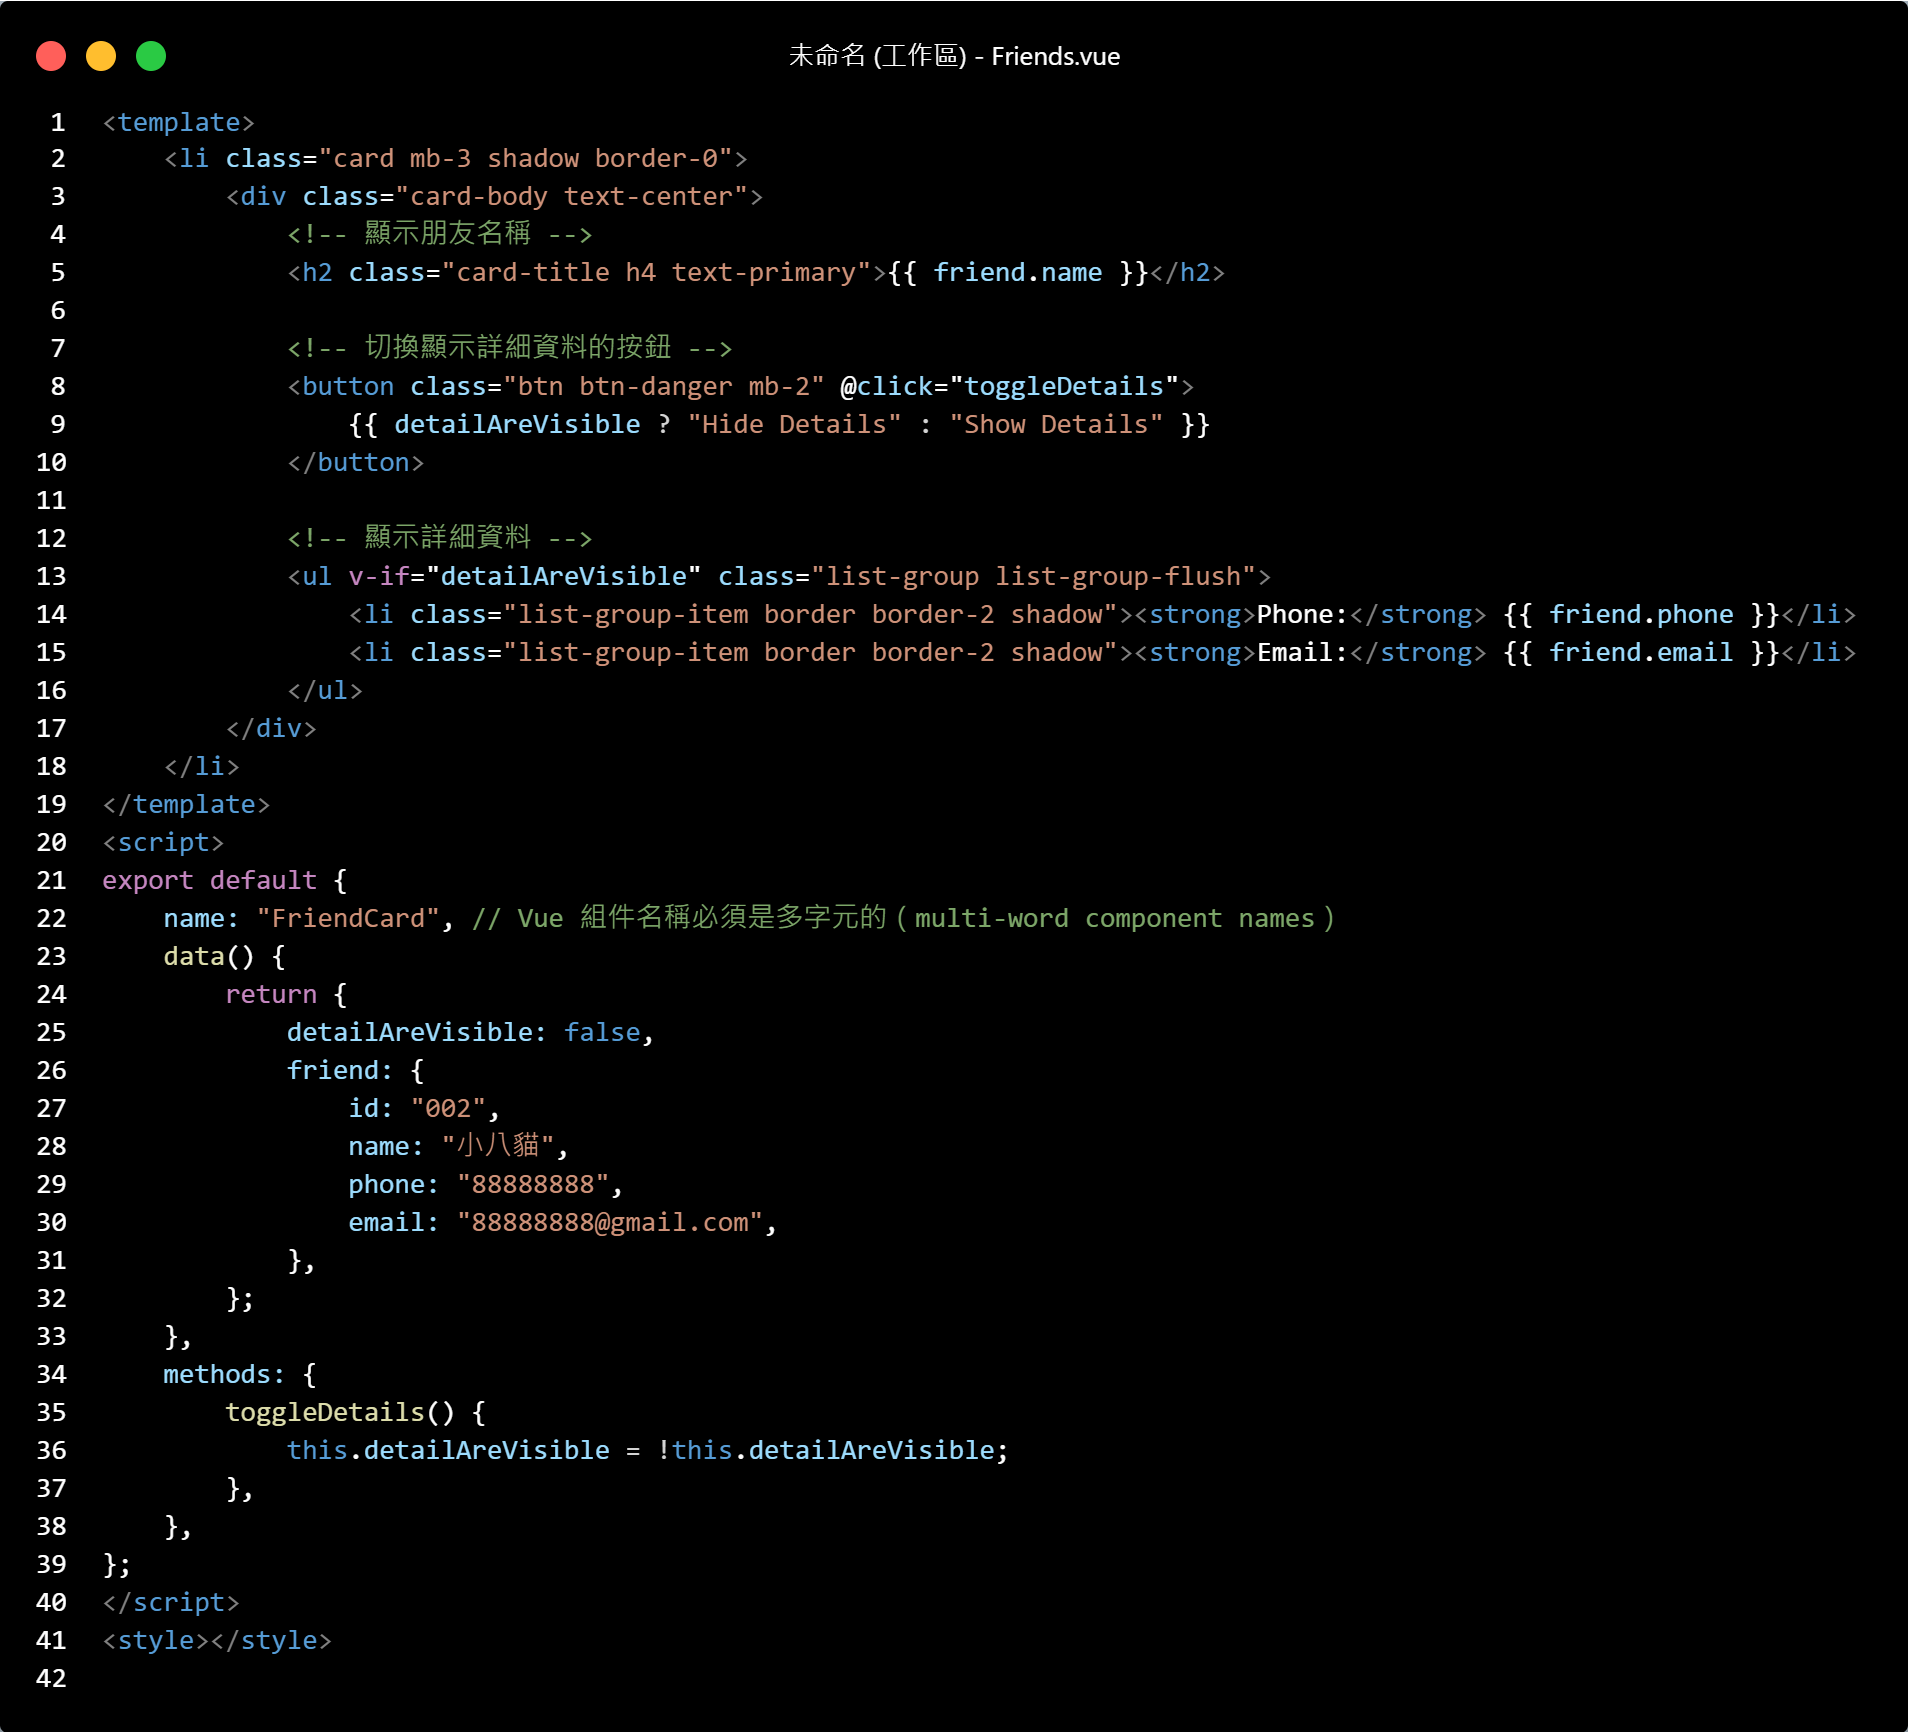 未命名 (工作區) - Friends.vue
1 <template>
2     <li class="card mb-3 shadow border-0">
3         <div class="card-body text-center">
4             <!-- 顯示朋友名稱 -->
5             <h2 class="card-title h4 text-primary">{{ friend.name }}</h2>
6
7             <!-- 切換顯示詳細資料的按鈕 -->
8             <button class="btn btn-danger mb-2" @click="toggleDetails">
9                 {{ detailAreVisible ? "Hide Details" : "Show Details" }}
10             </button>
11
12             <!-- 顯示詳細資料 -->
13             <ul v-if="detailAreVisible" class="list-group list-group-flush">
14                 <li class="list-group-item border border-2 shadow"><strong>Phone:</strong> {{ friend.phone }}</li>
15                 <li class="list-group-item border border-2 shadow"><strong>Email:</strong> {{ friend.email }}</li>
16             </ul>
17         </div>
18     </li>
19 </template>
20 <script>
21 export default {
22     name: "FriendCard", // Vue 組件名稱必須是多字元的（multi-word component names）
23     data() {
24         return {
25             detailAreVisible: false,
26             friend: {
27                 id: "002",
28                 name: "小八貓",
29                 phone: "88888888",
30                 email: "88888888@gmail.com",
31             },
32         };
33     },
34     methods: {
35         toggleDetails() {
36             this.detailAreVisible = !this.detailAreVisible;
37         },
38     },
39 };
40 </script>
41 <style></style>
42